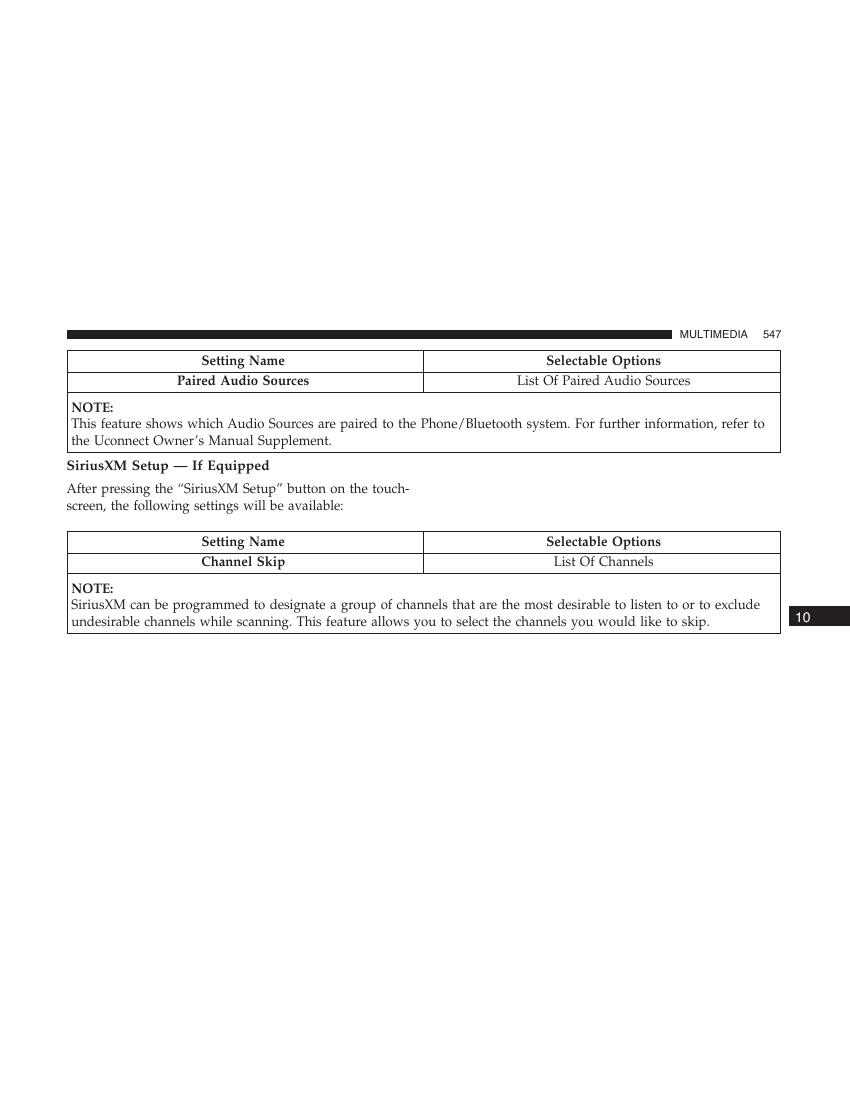 MULTIMEDIA 547
Setting Name Selectable Options
Paired Audio Sources List Of Paired Audio Sources
NOTE:
This feature shows which Audio Sources are paired to the Phone/Bluetooth system. For further information, refer to
the Uconnect Owner’s Manual Supplement.
SiriusXM Setup — If Equipped
After pressing the “SiriusXM Setup” button on the touch-
screen, the following settings will be available:
Setting Name Selectable Options
Channel Skip List Of Channels
NOTE:
SiriusXM can be programmed to designate a group of channels that are the most desirable to listen to or to exclude
undesirable channels while scanning. This feature allows you to select the channels you would like to skip.
10